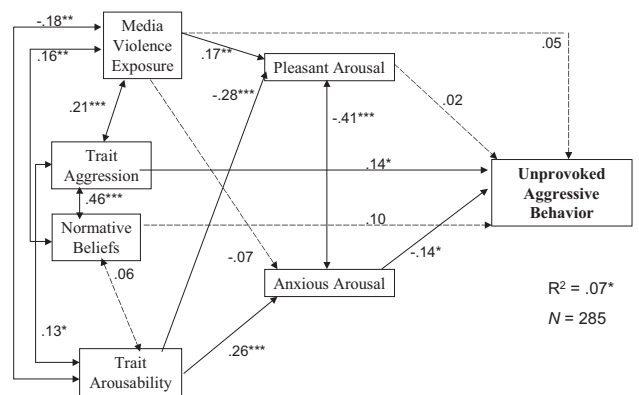 -.18**
Media
Violence
Exposure
.16**
.17**
.05
Pleasant Arousal
-.28***
.21***
.02
-.41***
Trait
Aggression
.14*
Unprovoked
Aggressive
Behavior
.46***
Normative
Beliefs
.10
.06
-.07
-.14*
Anxious Arousal
R² = .07*
N = 285
.13*
.26***
Trait
Arousability